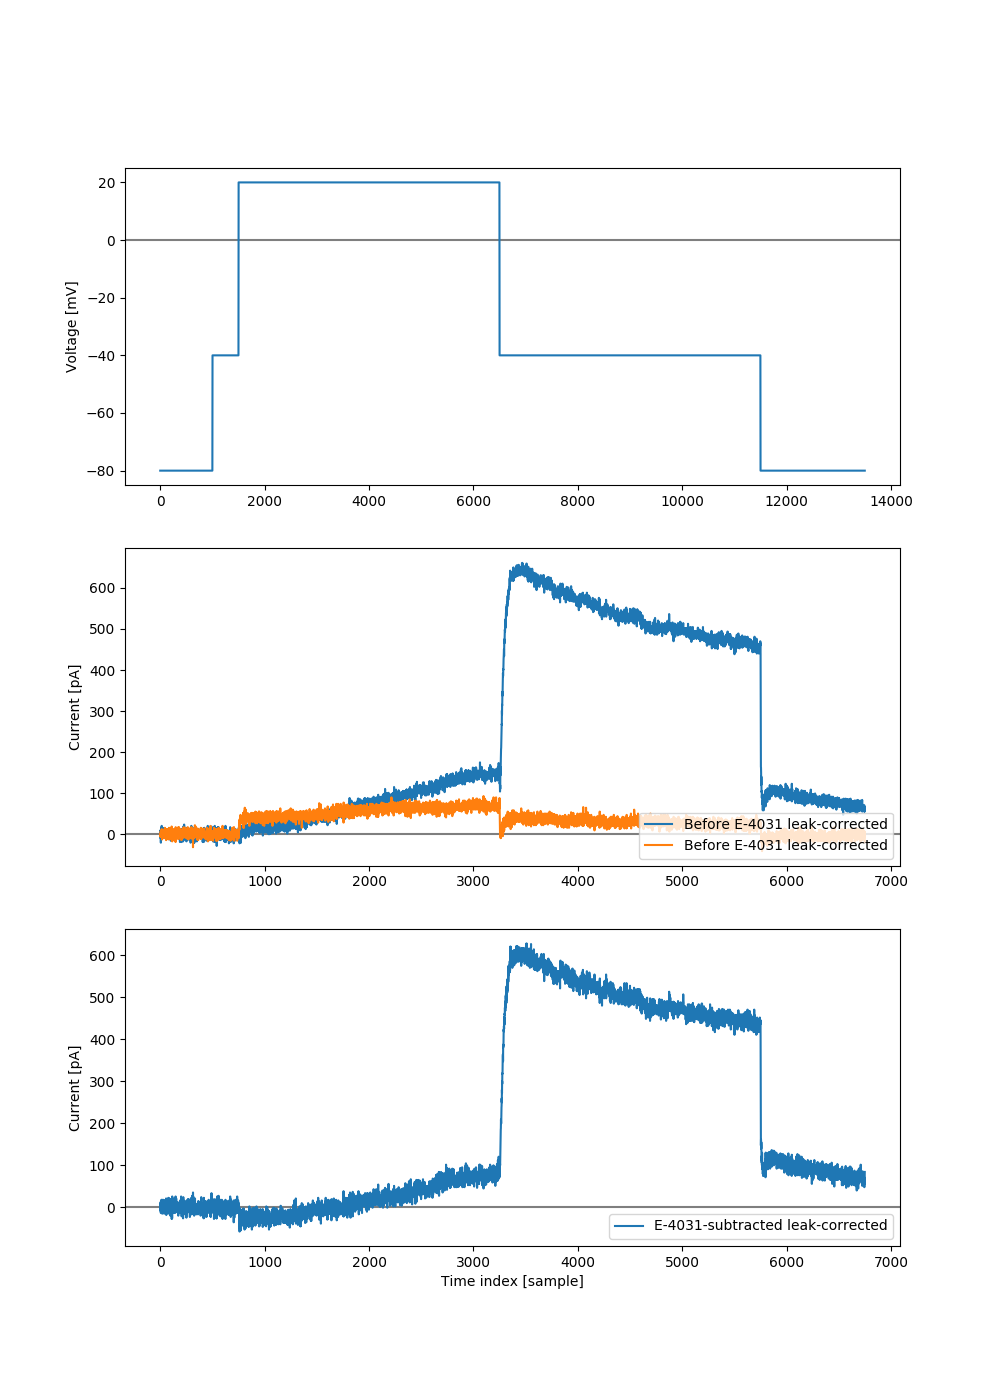 20
0
−20
−40
−60
−80
Voltage [mV]
0 2000 4000 6000 8000 10000 12000 14000
600
500
400
300
200
100
0
Current [pA]
Before E-4031 leak-corrected
Before E-4031 leak-corrected
0 1000 2000 3000 4000 5000 6000 7000
600
500
400
300
200
100
0
Current [pA]
E-4031-subtracted leak-corrected
0 1000 2000 3000 4000 5000 6000 7000
Time index [sample]